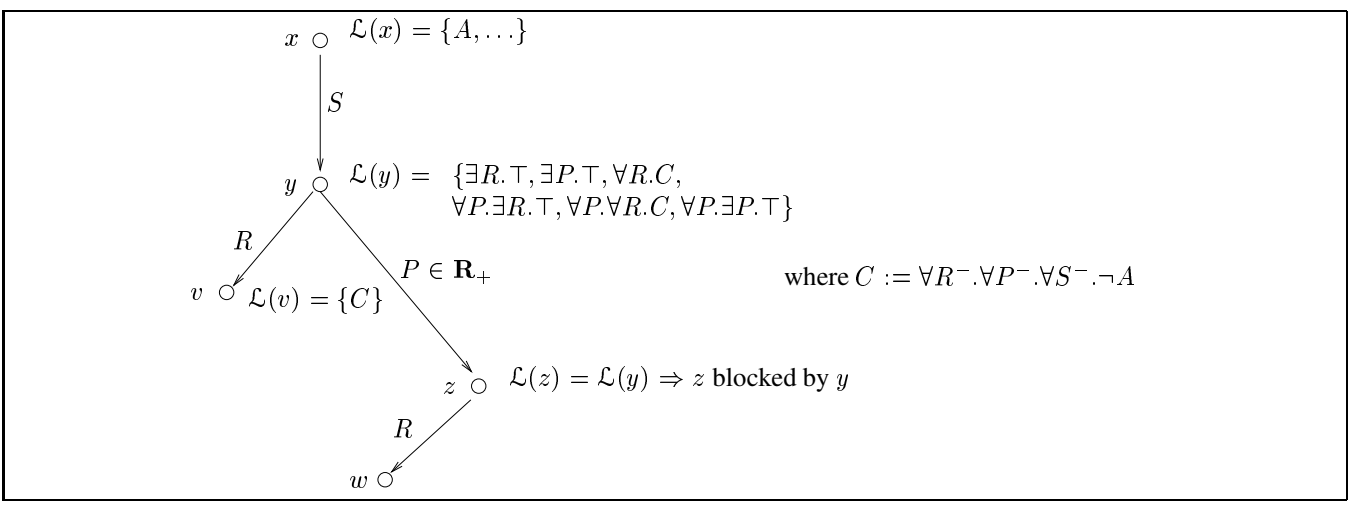 x ℒ(x) = {A, …}
S
y ℒ(y) = {∃R.⊤, ∃P.⊤, ∀R.C,
∀P.∃R.⊤, ∀P.∀R.C, ∀P.∃P.⊤}
R
P ∈ R₊
where C := ∀R⁻.∀P⁻.∀S⁻.¬A
v ℒ(v) = {C}
z ℒ(z) = ℒ(y) ⇒ z blocked by y
R
w